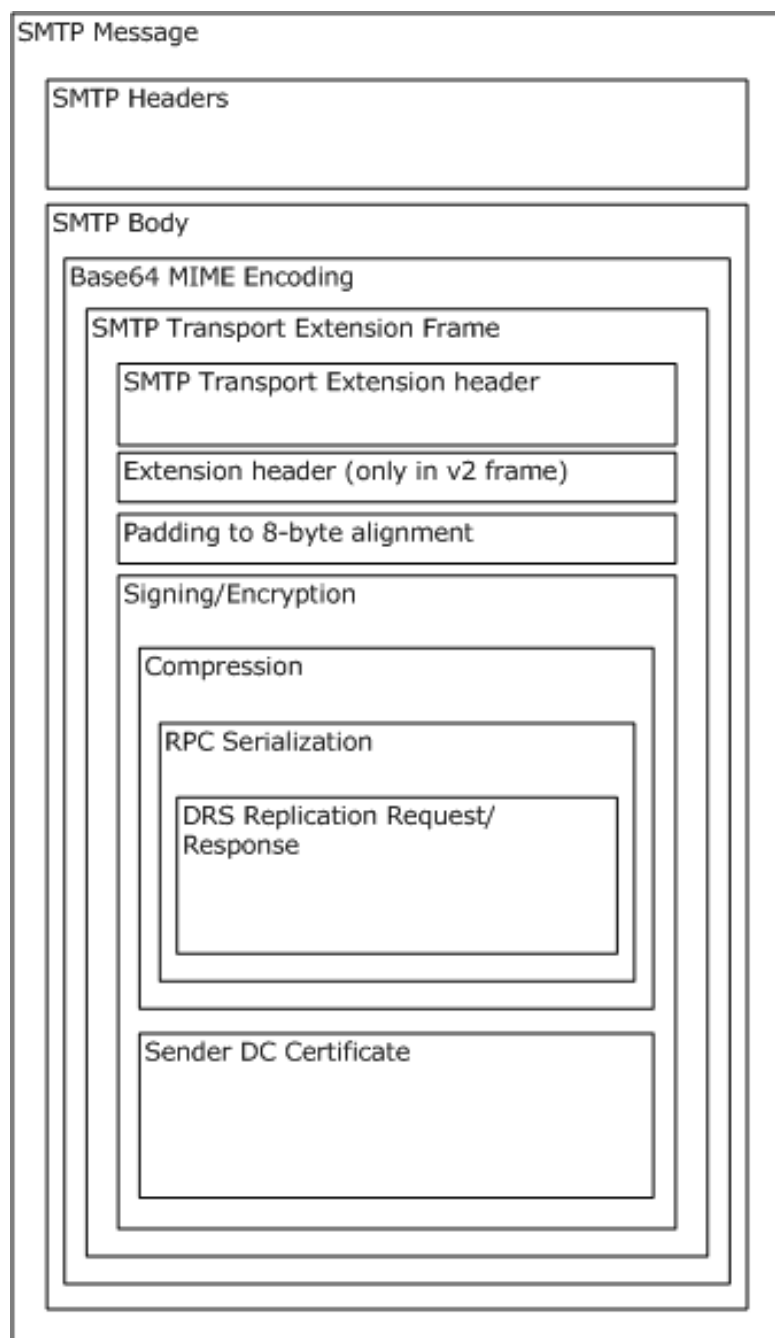 SMTP Message
SMTP Headers
SMTP Body
Base64 MIME Encoding
SMTP Transport Extension Frame
SMTP Transport Extension header
Extension header (only in v2 frame)
Padding to 8-byte alignment
Signing/Encryption
Compression
RPC Serialization
DRS Replication Request/
Response
Sender DC Certificate